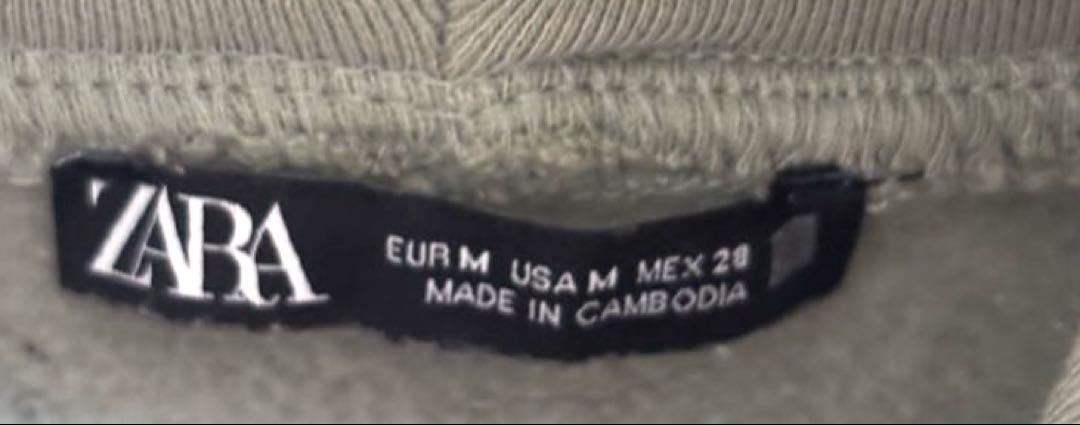 ZARA
EUR M USA M MEX 28
MADE IN CAMBODIA